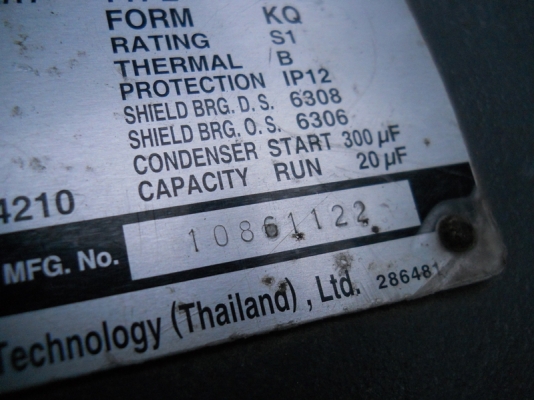 FORM KQ
RATING S1
THERMAL B
PROTECTION IP12
SHIELD BRG. D.S. 6308
SHIELD BRG. O.S. 6306
CONDENSER START 300 µF
CAPACITY RUN 20 µF
4210
MFG. No. 10861122
Technology (Thailand), Ltd. 286481